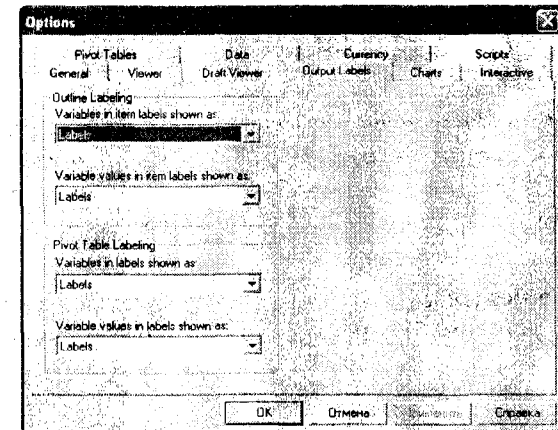 Options
Pivot Tables Data Currency Scripts
General Viewer Draft Viewer Output Labels Charts Interactive
Outline Labeling
Variables in item labels shown as:
Labels
Variable values in item labels shown as:
Labels
Pivot Table Labeling
Variables in labels shown as:
Labels
Variable values in labels shown as:
Labels
OK Отмена Справка